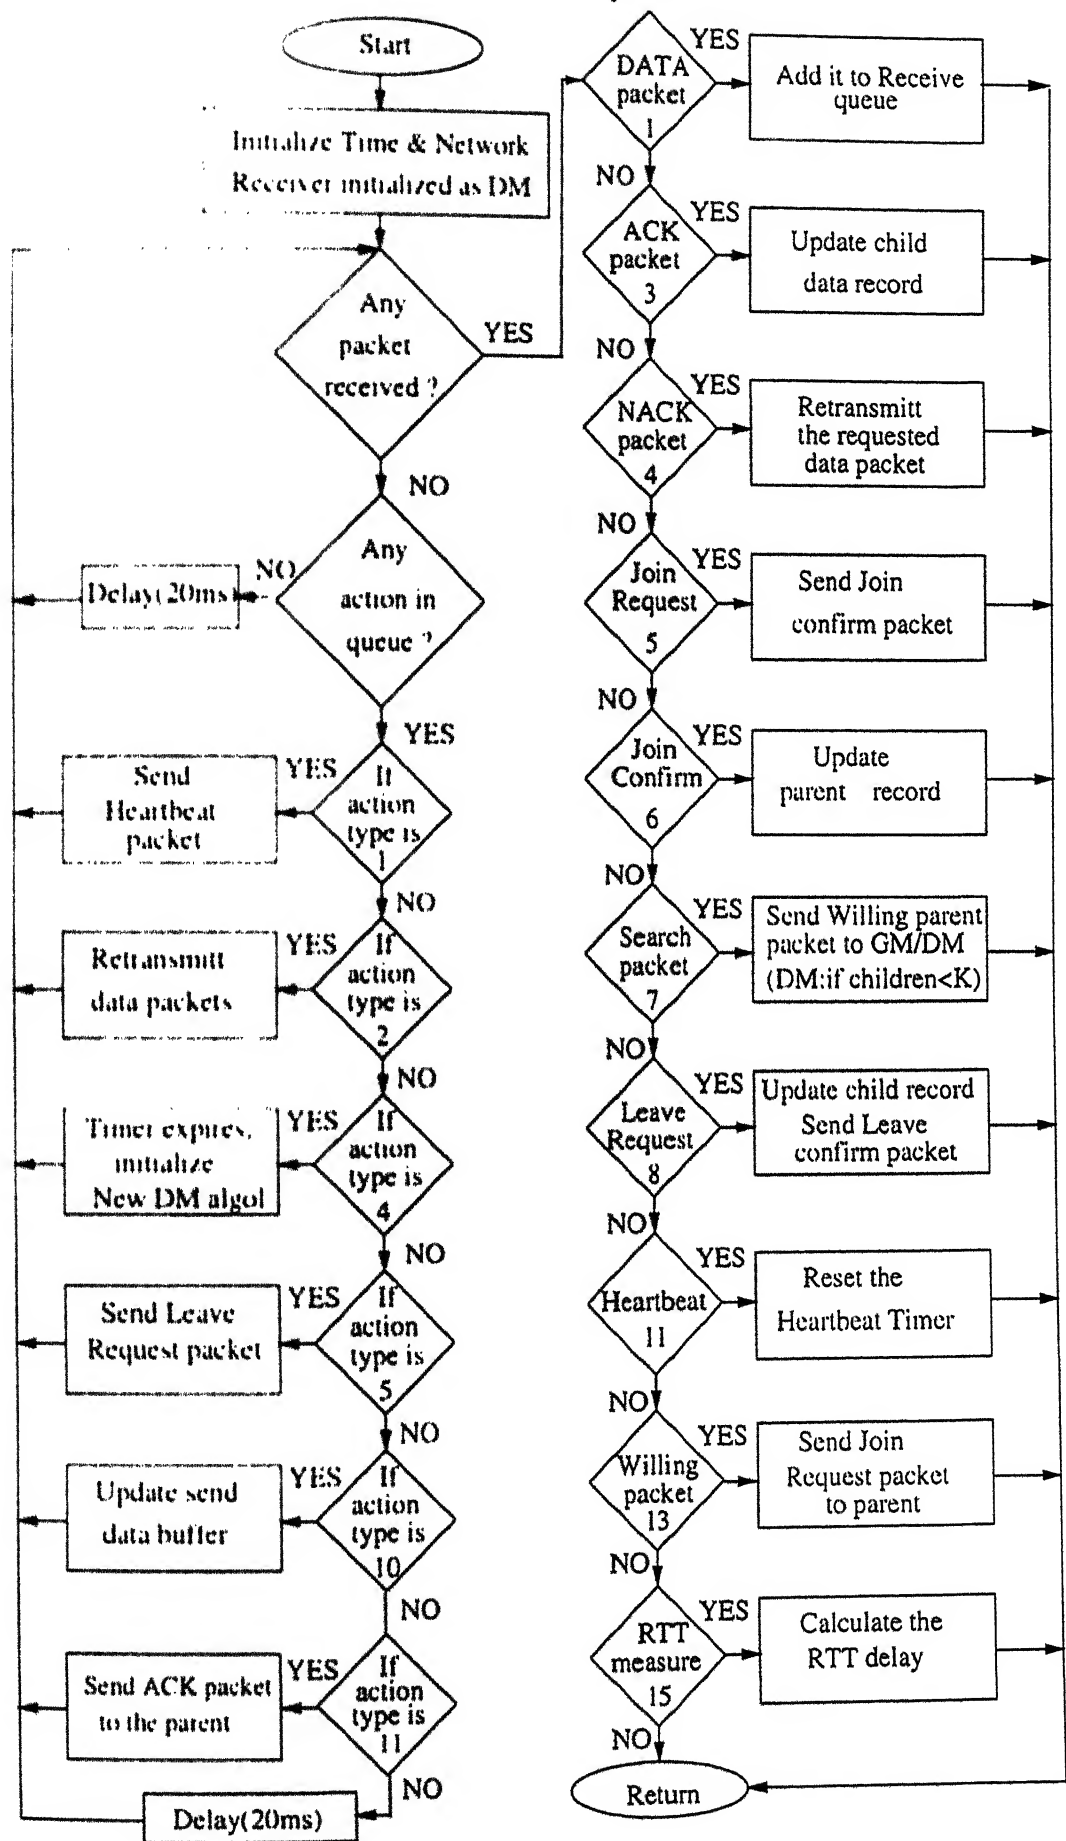 Start
Initialize Time & Network
Receiver initialized as DM
Any
packet
received ?
YES
NO
Any
action in
queue ?
NO
Delay(20ms)
YES
If
action
type is
1
YES
Send
Heartbeat
packet
NO
If
action
type is
2
YES
Retransmitt
data packets
NO
If
action
type is
4
YES
Timer expires,
initialize
New DM algol
NO
If
action
type is
5
YES
Send Leave
Request packet
NO
If
action
type is
10
YES
Update send
data buffer
NO
If
action
type is
11
YES
Send ACK packet
to the parent
NO
Delay(20ms)
DATA
packet
1
YES
Add it to Receive
queue
NO
ACK
packet
3
YES
Update child
data record
NO
NACK
packet
4
YES
Retransmitt
the requested
data packet
NO
Join
Request
5
YES
Send Join
confirm packet
NO
Join
Confirm
6
YES
Update
parent record
NO
Search
packet
7
YES
Send Willing parent
packet to GM/DM
(DM:if children<K)
NO
Leave
Request
8
YES
Update child record
Send Leave
confirm packet
NO
Heartbeat
11
YES
Reset the
Heartbeat Timer
NO
Willing
packet
13
YES
Send Join
Request packet
to parent
NO
RTT
measure
15
YES
Calculate the
RTT delay
NO
Return